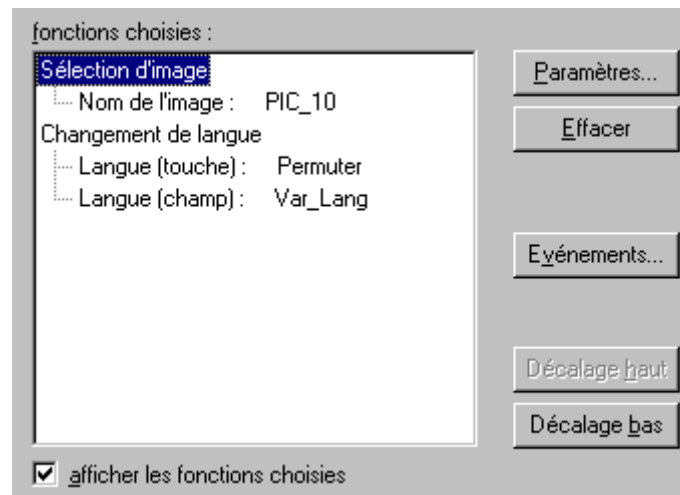 fonctions choisies :
Sélection d'image
Nom de l'image : PIC_10
Changement de langue
Langue (touche) : Permuter
Langue (champ) : Var_Lang
Paramètres...
Effacer
Evénements...
Décalage haut
Décalage bas
afficher les fonctions choisies